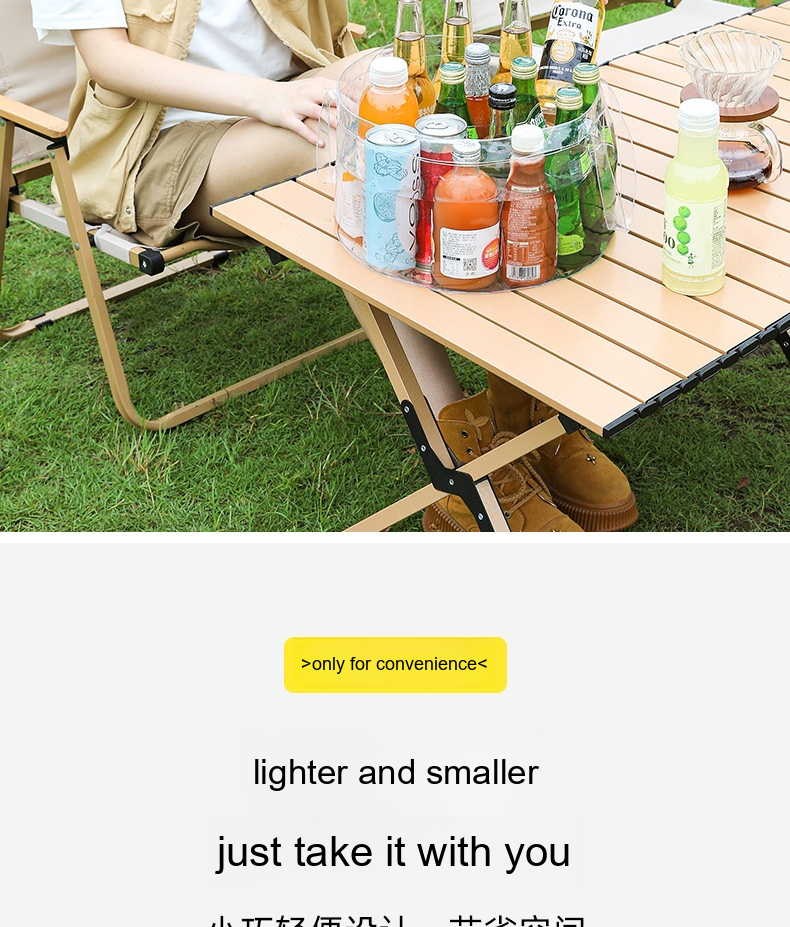 Corona
Extra
VOSS
>only for convenience<
lighter and smaller
just take it with you
小巧轻便设计 节省空间